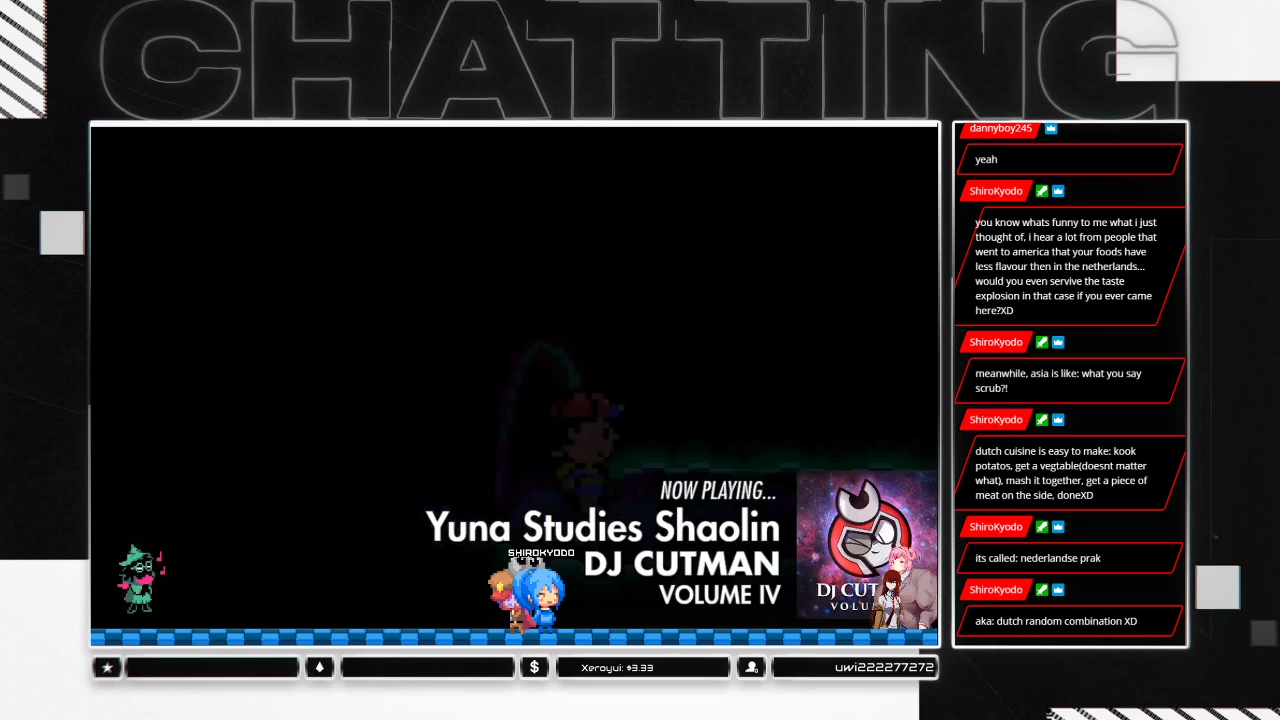 CHATTING
dannyboy245
yeah
ShiroKyodo
you know whats funny to me what i just
thought of, i hear a lot from people that
went to america that your foods have
less flavour then in the netherlands...
would you even servive the taste
explosion in that case if you ever came
here?XD
ShiroKyodo
meanwhile, asia is like: what you say
scrub?!
ShiroKyodo
dutch cuisine is easy to make: kook
potatos, get a vegtable(doesnt matter
what), mash it together, get a piece of
meat on the side, doneXD
ShiroKyodo
its called: nederlandse prak
ShiroKyodo
aka: dutch random combination XD
NOW PLAYING...
Yuna Studies Shaolin
DJ CUTMAN
VOLUME IV
SHIROKYODO
DJ CUT
VOLU
$
Xeroyui: $3.33
uwi222277272